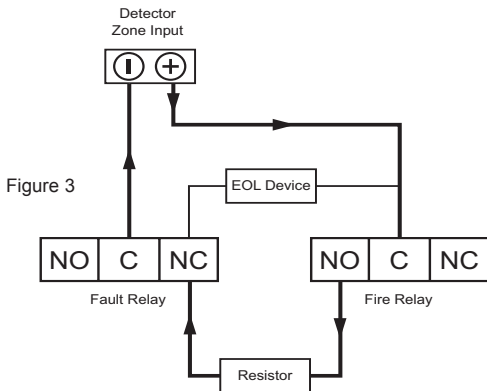 Detector
Zone Input
Figure 3
EOL Device
NO C NC
Fault Relay
NO C NC
Fire Relay
Resistor